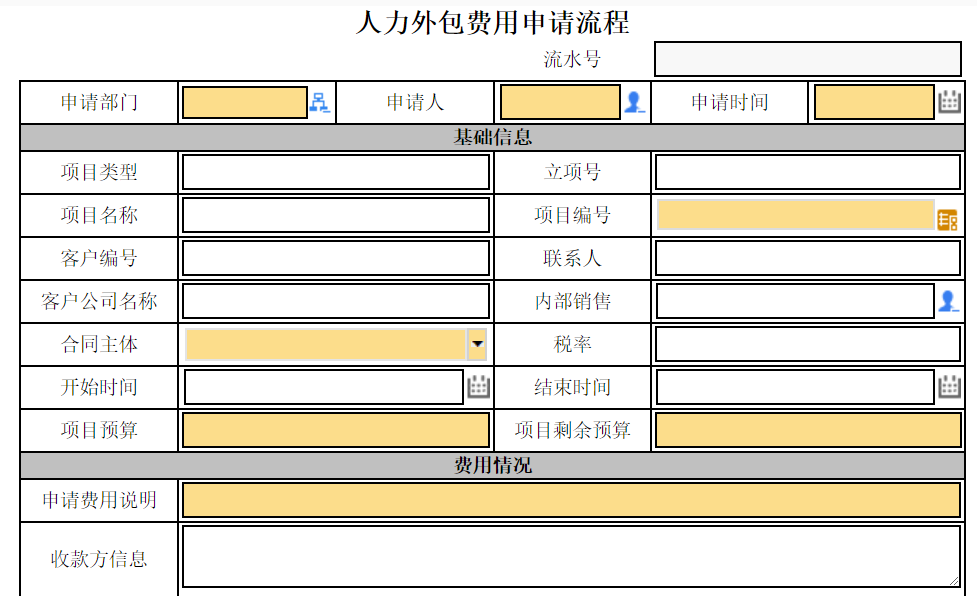 人力外包费用申请流程
流水号
申请部门 申请人 申请时间
基础信息
项目类型 立项号
项目名称 项目编号
客户编号 联系人
客户公司名称 内部销售
合同主体 税率
开始时间 结束时间
项目预算 项目剩余预算
费用情况
申请费用说明
收款方信息